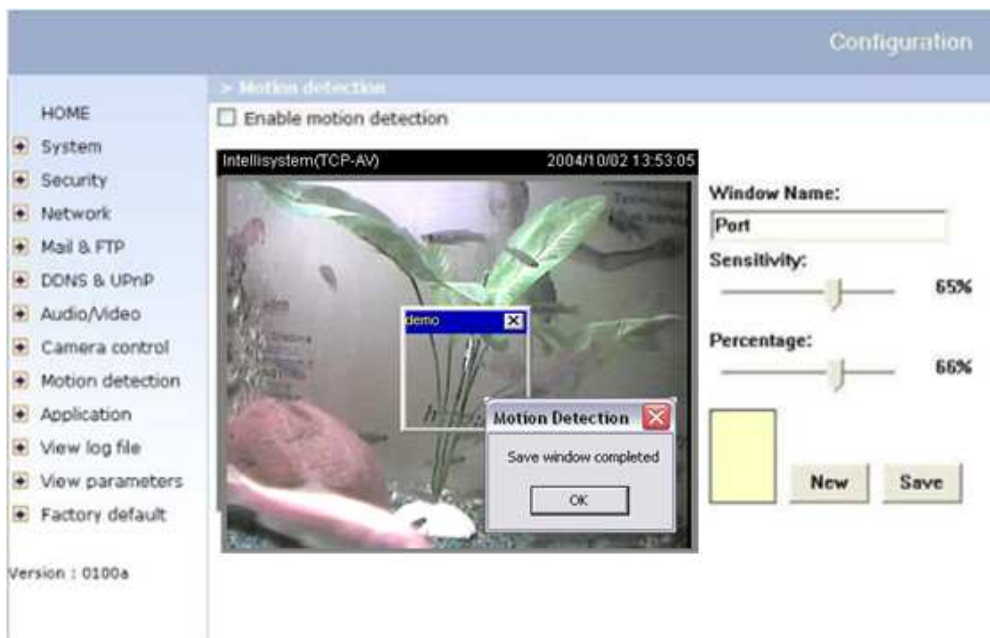 Configuration
> Motion detection
HOME
System
Security
Network
Mail & FTP
DDNS & UPnP
Audio/Video
Camera control
Motion detection
Application
View log file
View parameters
Factory default
Version : 0100a
Enable motion detection
Intellisystem(TCP-AV) 2004/10/02 13:53:05
demo
Motion Detection
Save window completed
OK
Window Name:
Port
Sensitivity:
65%
Percentage:
66%
New Save